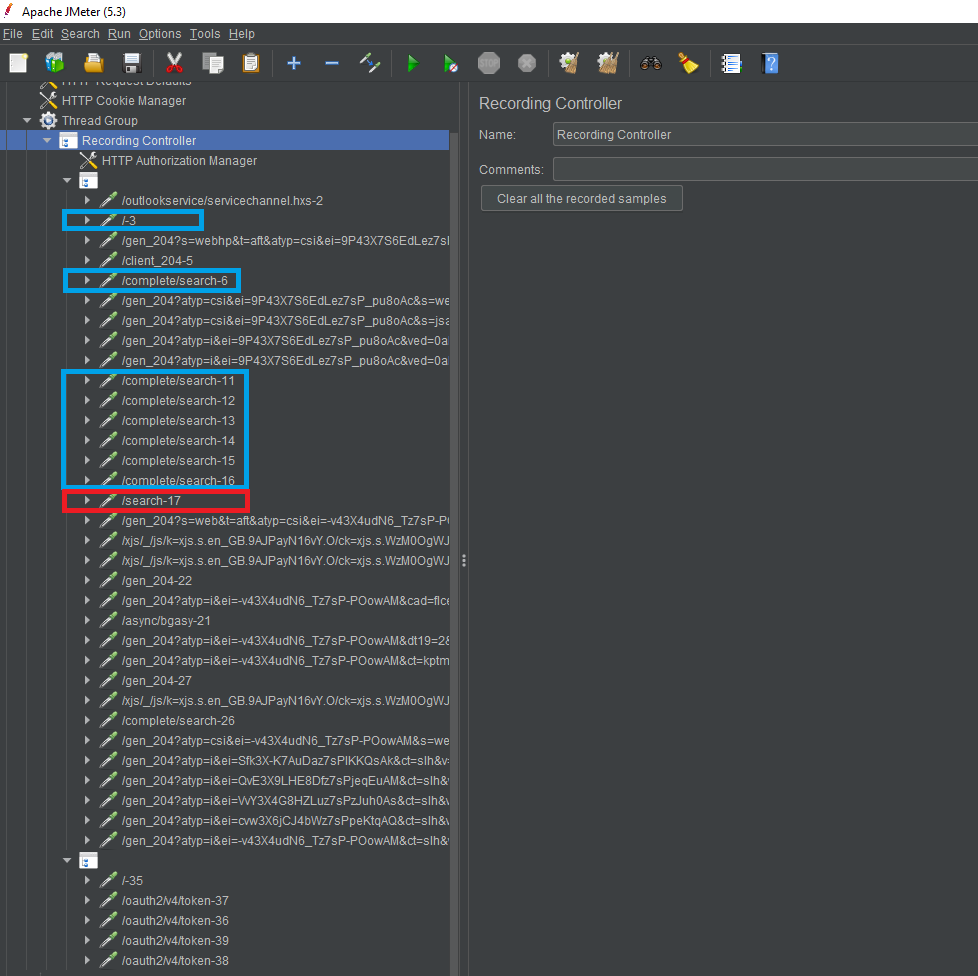 Apache JMeter (5.3)
File Edit Search Run Options Tools Help
STOP
HTTP Request Defaults
HTTP Cookie Manager
Thread Group
Recording Controller
HTTP Authorization Manager
/outlookservice/servicechannel.hxs-2
/-3
/gen_204?s=webhp&t=aft&atyp=csi&ei=9P43X7S6EdLez7sl
/client_204-5
/complete/search-6
/gen_204?atyp=csi&ei=9P43X7S6EdLez7sP_pu8oAc&s=we
/gen_204?atyp=csi&ei=9P43X7S6EdLez7sP_pu8oAc&s=jsa
/gen_204?atyp=i&ei=9P43X7S6EdLez7sP_pu8oAc&ved=0a
/gen_204?atyp=i&ei=9P43X7S6EdLez7sP_pu8oAc&ved=0a
/complete/search-11
/complete/search-12
/complete/search-13
/complete/search-14
/complete/search-15
/complete/search-16
/search-17
/gen_204?s=web&t=aft&atyp=csi&ei=-v43X4udN6_Tz7sP-P
/xjs/_/js/k=xjs.s.en_GB.9AJPayN16vY.O/ck=xjs.s.WzM0OgWJ
/xjs/_/js/k=xjs.s.en_GB.9AJPayN16vY.O/ck=xjs.s.WzM0OgWJ
/gen_204-22
/gen_204?atyp=i&ei=-v43X4udN6_Tz7sP-POowAM&cad=flce
/async/bgasy-21
/gen_204?atyp=i&ei=-v43X4udN6_Tz7sP-POowAM&dt19=2&
/gen_204?atyp=i&ei=-v43X4udN6_Tz7sP-POowAM&ct=kptm
/gen_204-27
/xjs/_/js/k=xjs.s.en_GB.9AJPayN16vY.O/ck=xjs.s.WzM0OgWJ
/complete/search-26
/gen_204?atyp=csi&ei=-v43X4udN6_Tz7sP-POowAM&s=we
/gen_204?atyp=i&ei=Sfk3X-K7AuDaz7sPlKKQsAk&ct=slh&v=
/gen_204?atyp=i&ei=QvE3X9LHE8Dfz7sPjeqEuAM&ct=slh&v
/gen_204?atyp=i&ei=VvY3X4G8HZLuz7sPzJuh0As&ct=slh&v
/gen_204?atyp=i&ei=cvw3X6jCJ4bWz7sPpeKtqAQ&ct=slh&v
/gen_204?atyp=i&ei=-v43X4udN6_Tz7sP-POowAM&ct=slh&v
/-35
/oauth2/v4/token-37
/oauth2/v4/token-36
/oauth2/v4/token-39
/oauth2/v4/token-38
Recording Controller
Name: Recording Controller
Comments:
Clear all the recorded samples